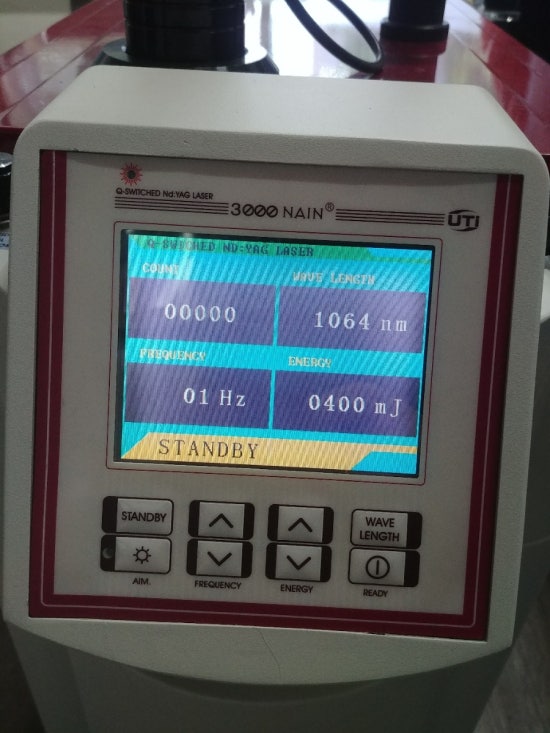 Q-SWITCHED Nd:YAG LASER
3000 NAIN®
UTI
Q-SWITCHED ND:YAG LASER
COUNT WAVE LENGTH
00000 1064 nm
FREQUENCY ENERGY
01 Hz 0400 mJ
STANDBY
STANDBY WAVE LENGTH
AIM. FREQUENCY ENERGY READY